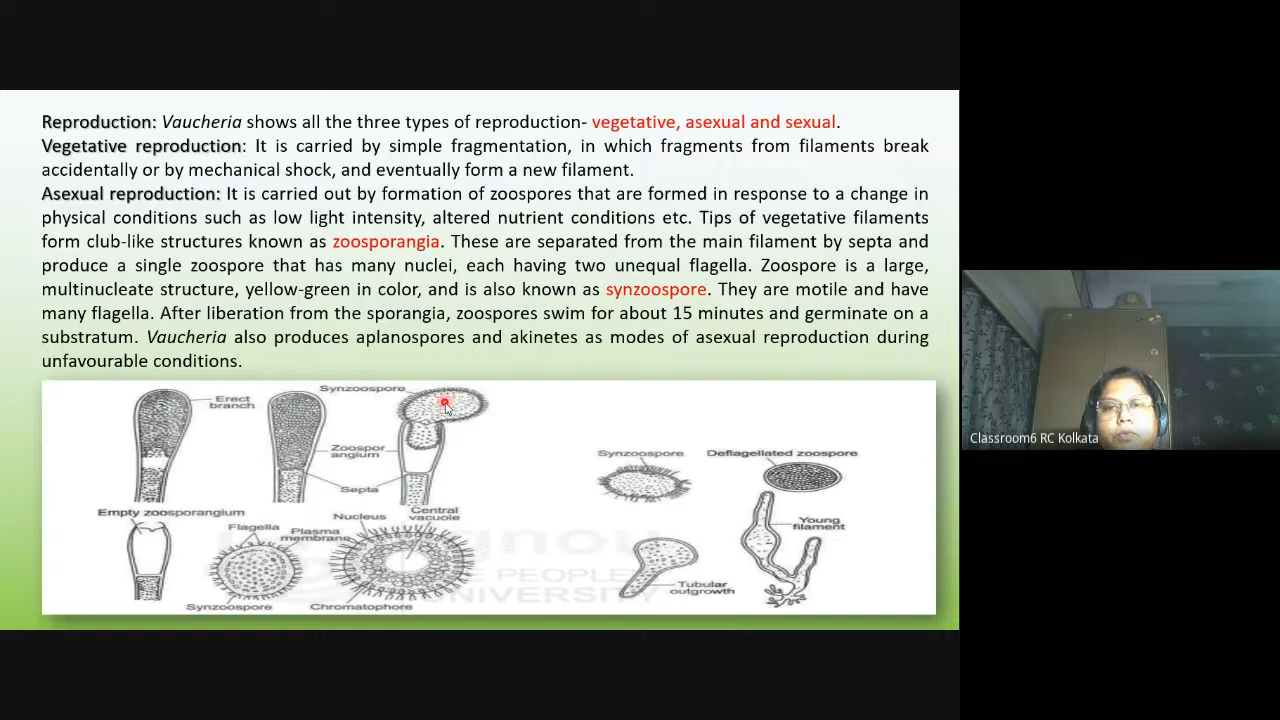 Reproduction: Vaucheria shows all the three types of reproduction- vegetative, asexual and sexual.
Vegetative reproduction: It is carried by simple fragmentation, in which fragments from filaments break
accidentally or by mechanical shock, and eventually form a new filament.
Asexual reproduction: It is carried out by formation of zoospores that are formed in response to a change in
physical conditions such as low light intensity, altered nutrient conditions etc. Tips of vegetative filaments
form club-like structures known as zoosporangia. These are separated from the main filament by septa and
produce a single zoospore that has many nuclei, each having two unequal flagella. Zoospore is a large,
multinucleate structure, yellow-green in color, and is also known as synzoospore. They are motile and have
many flagella. After liberation from the sporangia, zoospores swim for about 15 minutes and germinate on a
substratum. Vaucheria also produces aplanospores and akinetes as modes of asexual reproduction during
unfavourable conditions.
Synzoospore
Erect
branch
Zoospor
angium
Septa
Synzoospore
Deflagellated zoospore
Empty zoosporangium
Flagella
Plasma
membrane
Nucleus
Central
vacuole
Young
filament
Tubular
outgrowth
Synzoospore
Chromatophore
THE PEOPLE'S
UNIVERSITY
Classroom6 RC Kolkata